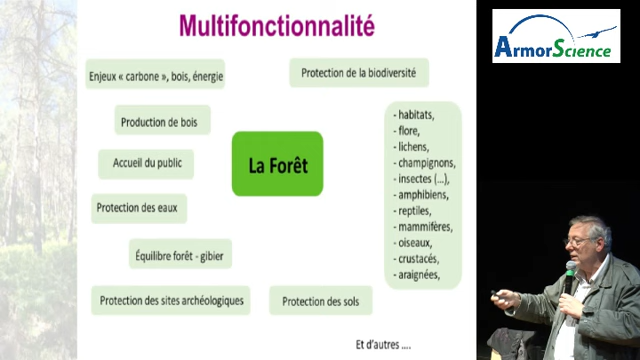 Multifonctionnalité
ArmorScience
Enjeux « carbone », bois, énergie
Protection de la biodiversité
Production de bois
Accueil du public
Protection des eaux
Équilibre forêt - gibier
Protection des sites archéologiques
Protection des sols
La Forêt
- habitats,
- flore,
- lichens,
- champignons,
- insectes (...),
- amphibiens,
- reptiles,
- mammifères,
- oiseaux,
- crustacés,
- araignées,
Et d'autres ....